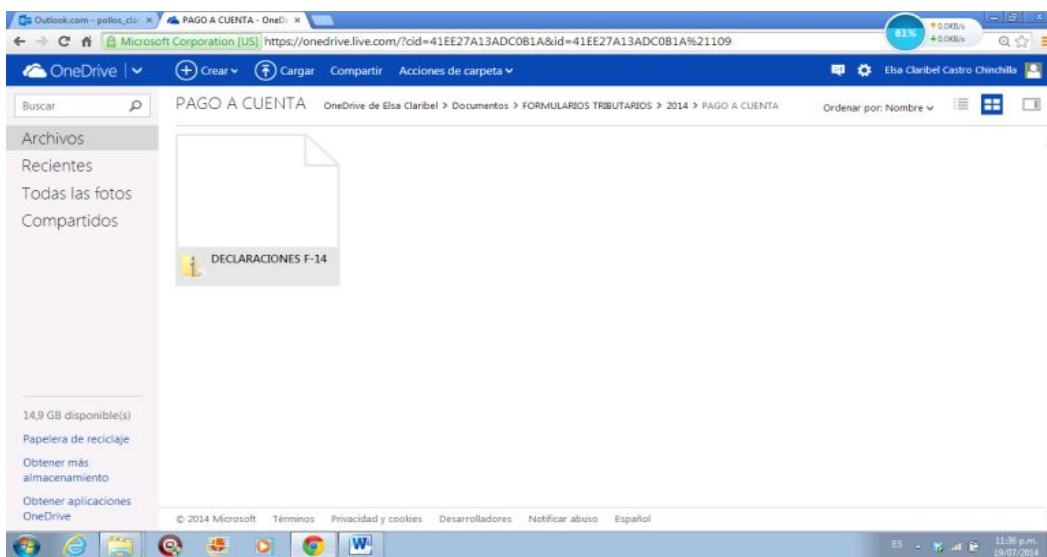 Outlook.com - pollos_clo
PAGO A CUENTA - OneD
61%
0.0KB/s
0.0KB/s
Microsoft Corporation [US] https://onedrive.live.com/?cid=41EE27A13ADC0B1A&id=41EE27A13ADC0B1A%21109
OneDrive
Crear
Cargar
Compartir
Acciones de carpeta
Elsa Claribel Castro Chinchilla
Buscar
PAGO A CUENTA
OneDrive de Elsa Claribel > Documentos > FORMULARIOS TRIBUTARIOS > 2014 > PAGO A CUENTA
Ordenar por: Nombre
Archivos
Recientes
Todas las fotos
Compartidos
DECLARACIONES F-14
14,9 GB disponible(s)
Papelera de reciclaje
Obtener más
almacenamiento
Obtener aplicaciones
OneDrive
© 2014 Microsoft Términos Privacidad y cookies Desarrolladores Notificar abuso Español
ES
11:36 p.m.
19/07/2014